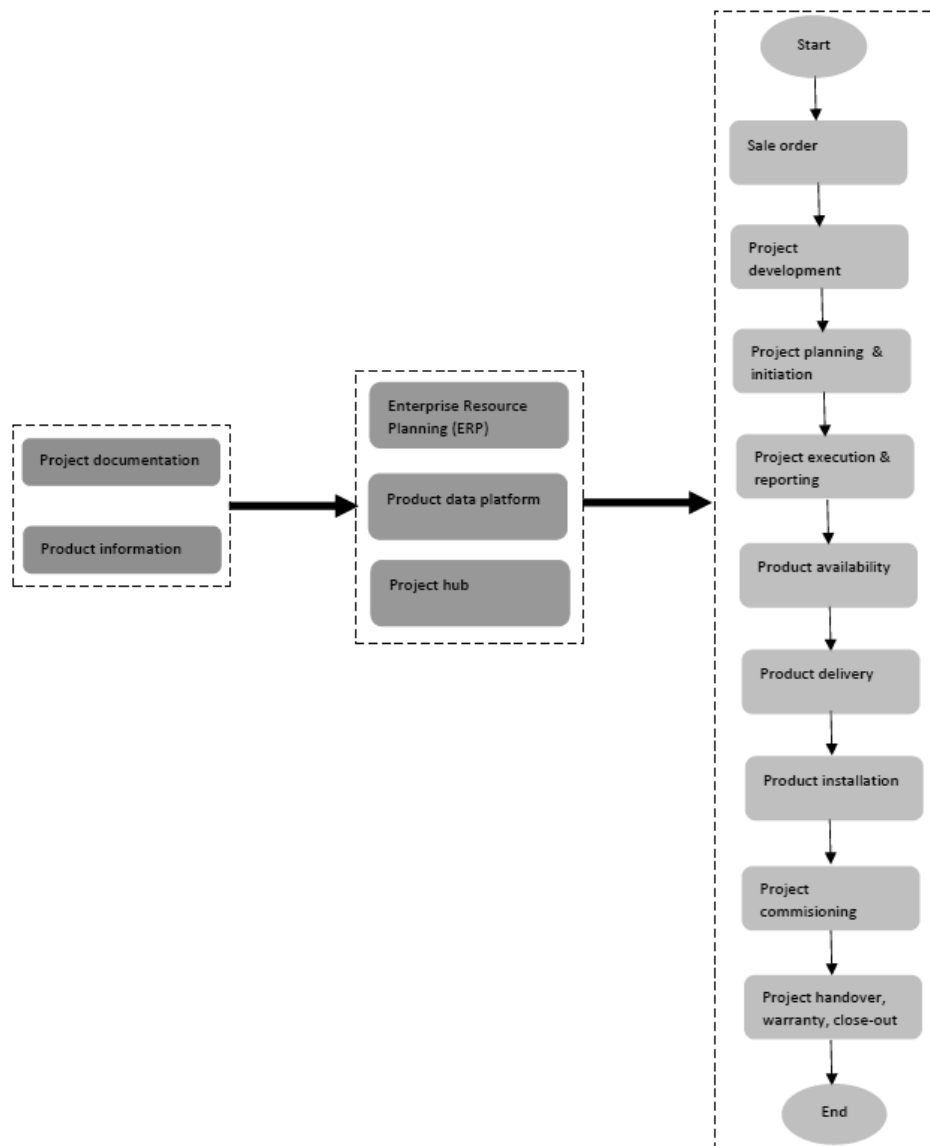 Project documentation
Product information
Enterprise Resource
Planning (ERP)
Product data platform
Project hub
Start
Sale order
Project
development
Project planning &
initiation
Project execution &
reporting
Product availability
Product delivery
Product installation
Project
commisioning
Project handover,
warranty, close-out
End